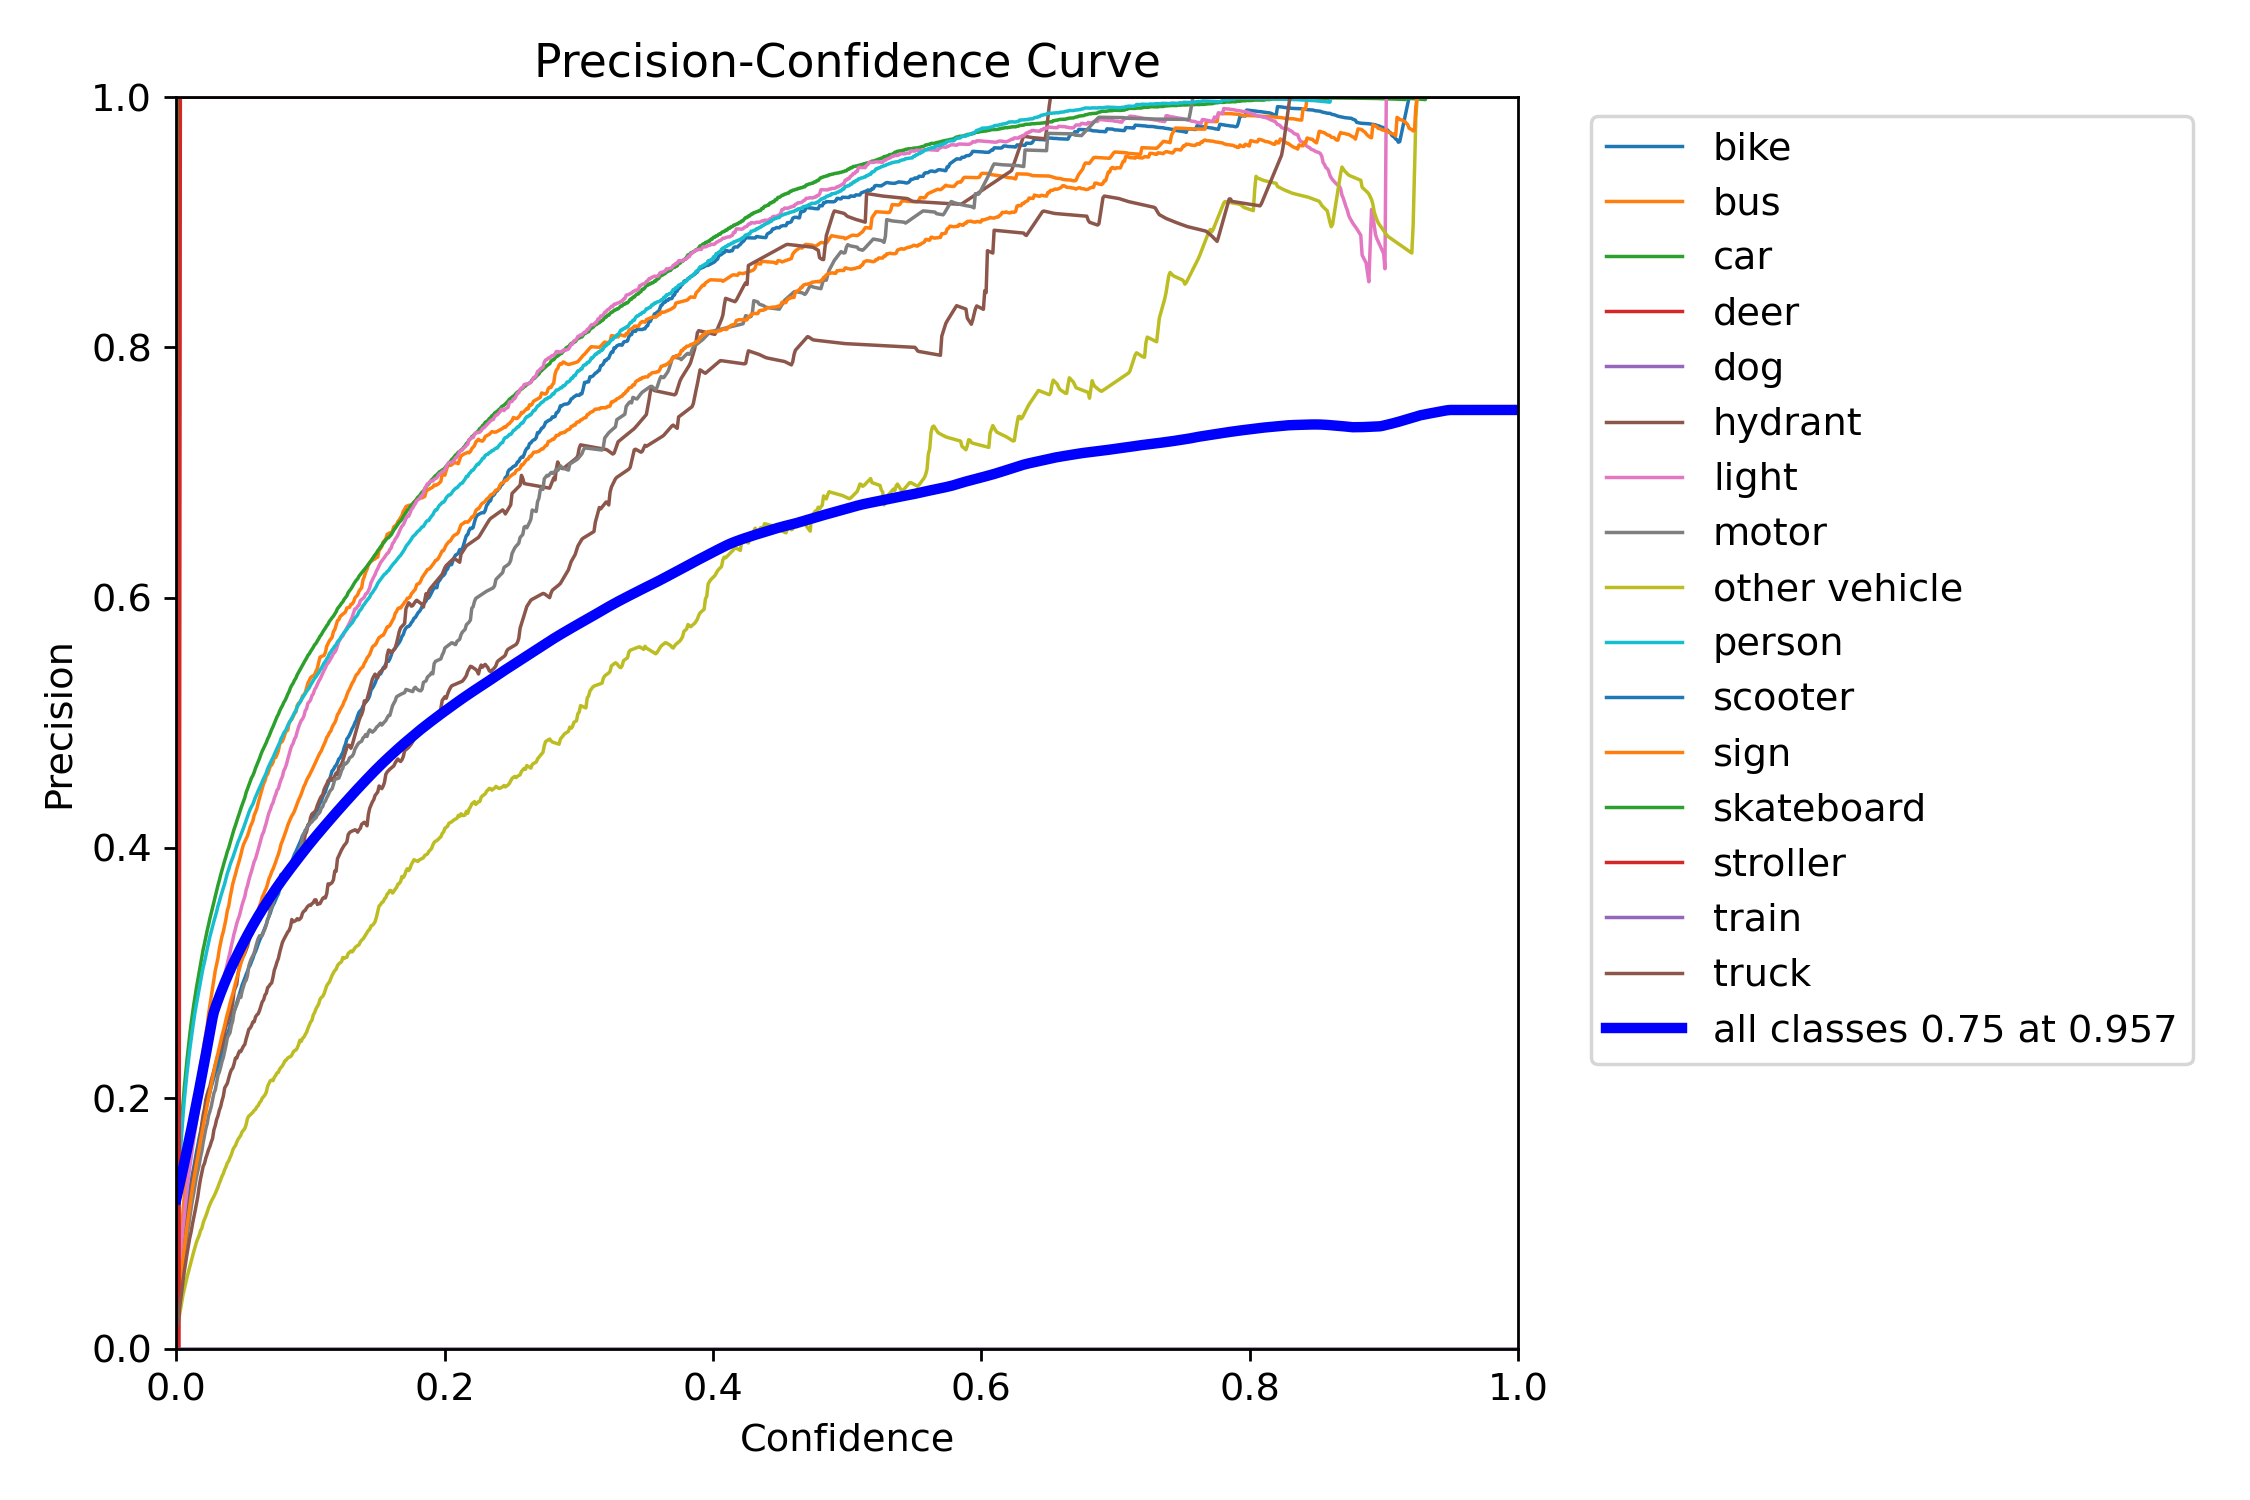 Precision-Confidence Curve
1.0
0.8
0.6
0.4
0.2
0.0
Precision
0.0 0.2 0.4 0.6 0.8 1.0
Confidence
bike
bus
car
deer
dog
hydrant
light
motor
other vehicle
person
scooter
sign
skateboard
stroller
train
truck
all classes 0.75 at 0.957